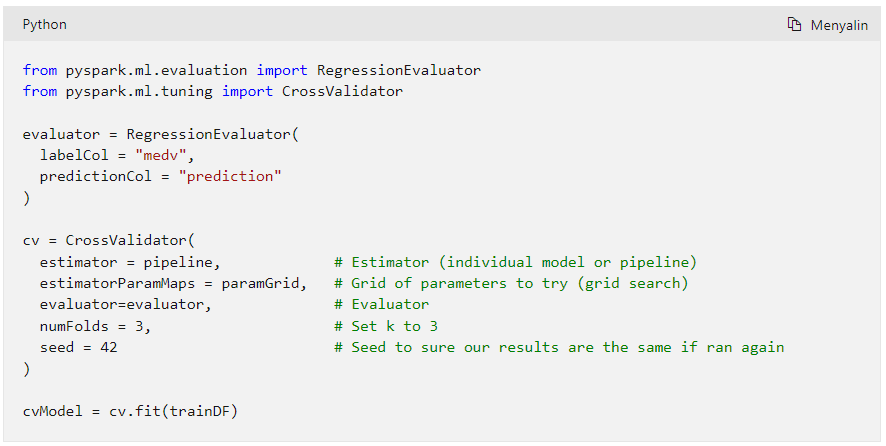 Python
Menyalin
from pyspark.ml.evaluation import RegressionEvaluator
from pyspark.ml.tuning import CrossValidator

evaluator = RegressionEvaluator(
  labelCol = "medv",
  predictionCol = "prediction"
)

cv = CrossValidator(
  estimator = pipeline,             # Estimator (individual model or pipeline)
  estimatorParamMaps = paramGrid,   # Grid of parameters to try (grid search)
  evaluator=evaluator,              # Evaluator
  numFolds = 3,                     # Set k to 3
  seed = 42                         # Seed to sure our results are the same if ran again
)

cvModel = cv.fit(trainDF)